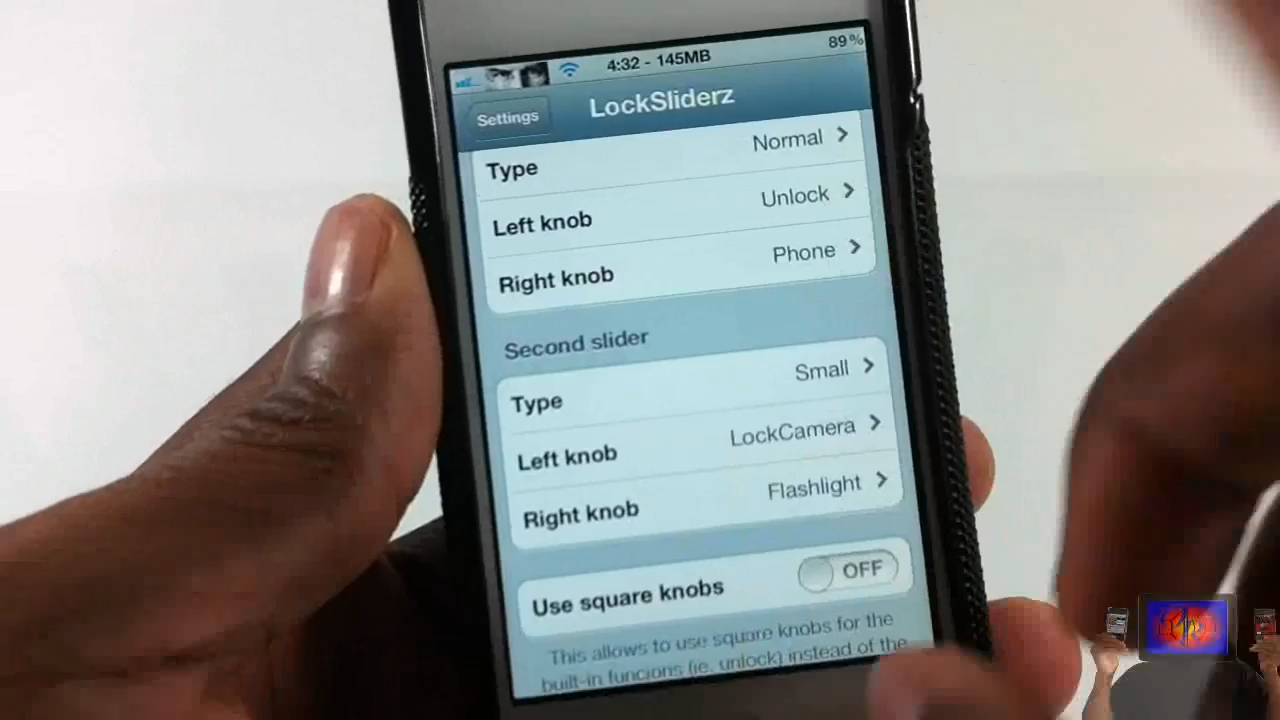 4:32 - 145MB
89%
Settings
LockSliderz
Type
Normal
Left knob
Unlock
Right knob
Phone
Second slider
Type
Small
Left knob
LockCamera
Right knob
Flashlight
Use square knobs
OFF
This allows to use square knobs for the
built-in funcions (ie. unlock) instead of the